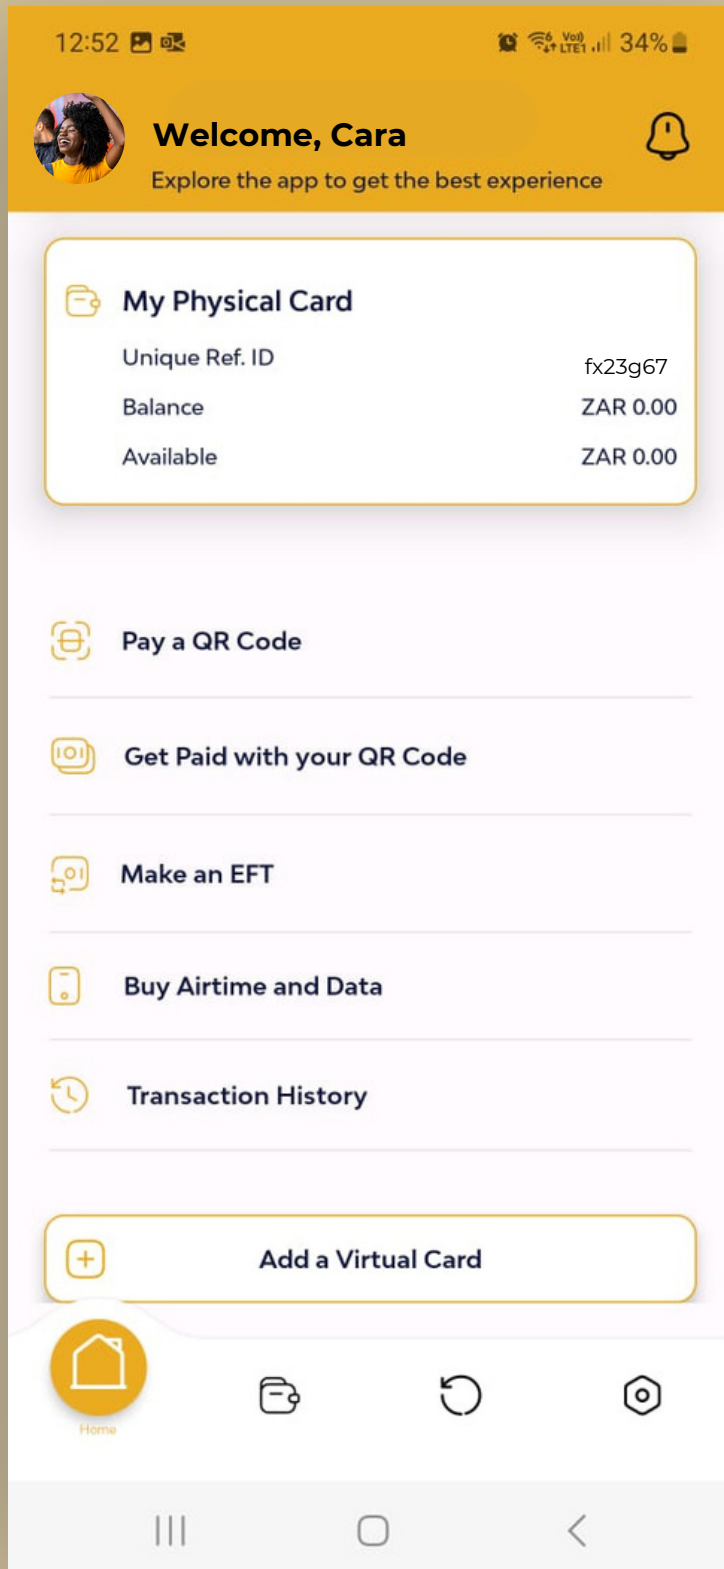 12:52 34%
Welcome, Cara
Explore the app to get the best experience
My Physical Card
Unique Ref. ID fx23g67
Balance ZAR 0.00
Available ZAR 0.00
Pay a QR Code
Get Paid with your QR Code
Make an EFT
Buy Airtime and Data
Transaction History
Add a Virtual Card
Home